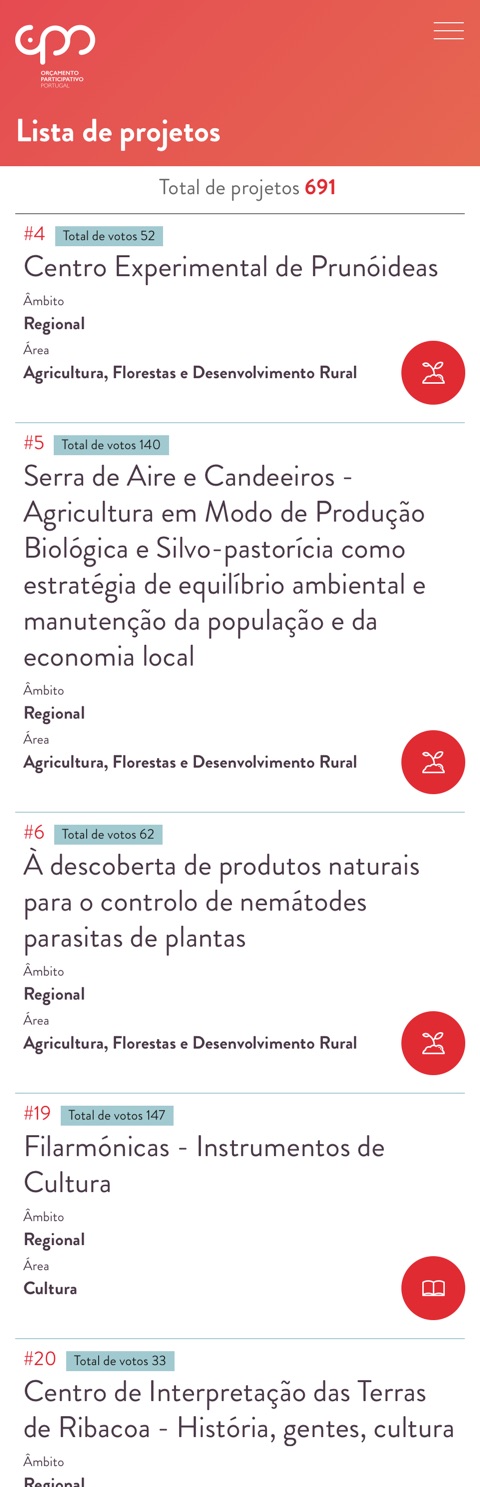 ORÇAMENTO
PARTICIPATIVO
PORTUGAL
Lista de projetos
Total de projetos 691
#4 Total de votos 52
Centro Experimental de Prunóideas
Âmbito
Regional
Área
Agricultura, Florestas e Desenvolvimento Rural
#5 Total de votos 140
Serra de Aire e Candeeiros -
Agricultura em Modo de Produção
Biológica e Silvo-pastorícia como
estratégia de equilíbrio ambiental e
manutenção da população e da
economia local
Âmbito
Regional
Área
Agricultura, Florestas e Desenvolvimento Rural
#6 Total de votos 62
À descoberta de produtos naturais
para o controlo de nemátodes
parasitas de plantas
Âmbito
Regional
Área
Agricultura, Florestas e Desenvolvimento Rural
#19 Total de votos 147
Filarmónicas - Instrumentos de
Cultura
Âmbito
Regional
Área
Cultura
#20 Total de votos 33
Centro de Interpretação das Terras
de Ribacoa - História, gentes, cultura
Âmbito
Regional